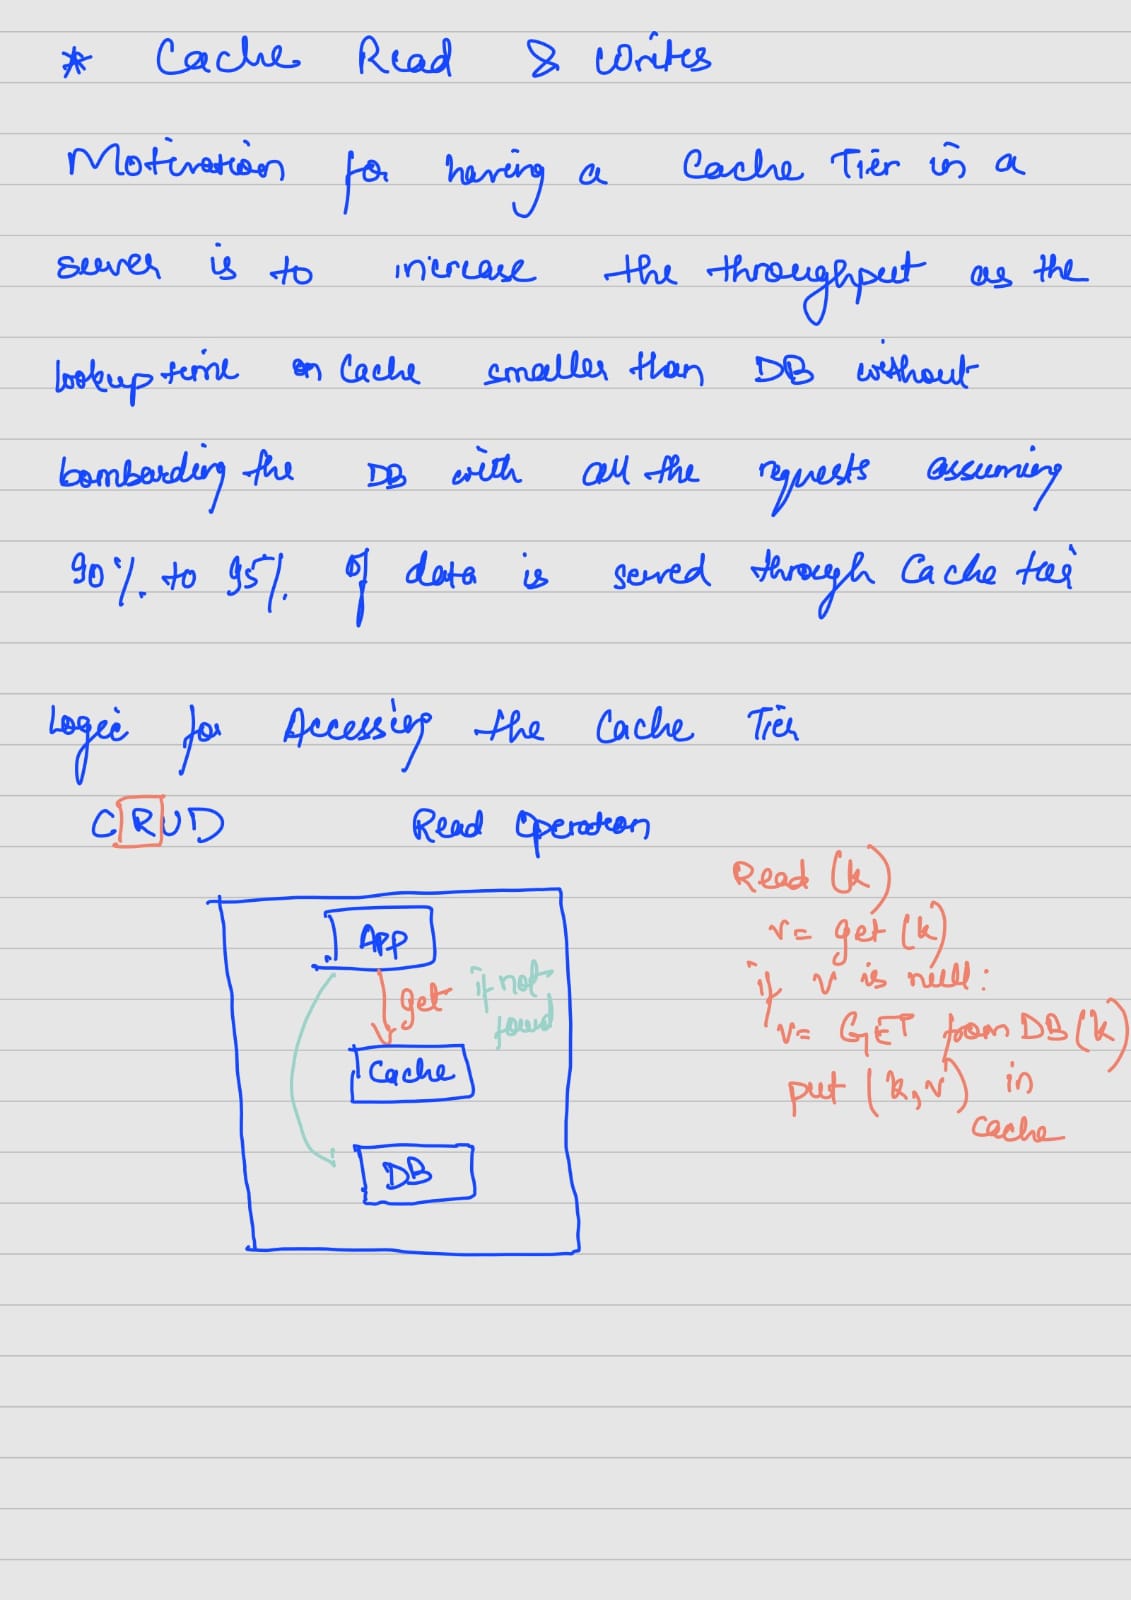 * Cache Read & Writes
Motivation for having a Cache Tier in a
server is to increase the throughput as the
lookup time on Cache smaller than DB without
bombarding the DB with all the requests assuming
90% to 95% of data is served through Cache tier
Logic for Accessing the Cache Tier
CRUD Read Operation
App
get
if not
found
Cache
DB
Read (k)
v= get (k)
if v is null:
v= GET from DB (k)
put (k,v) in
cache